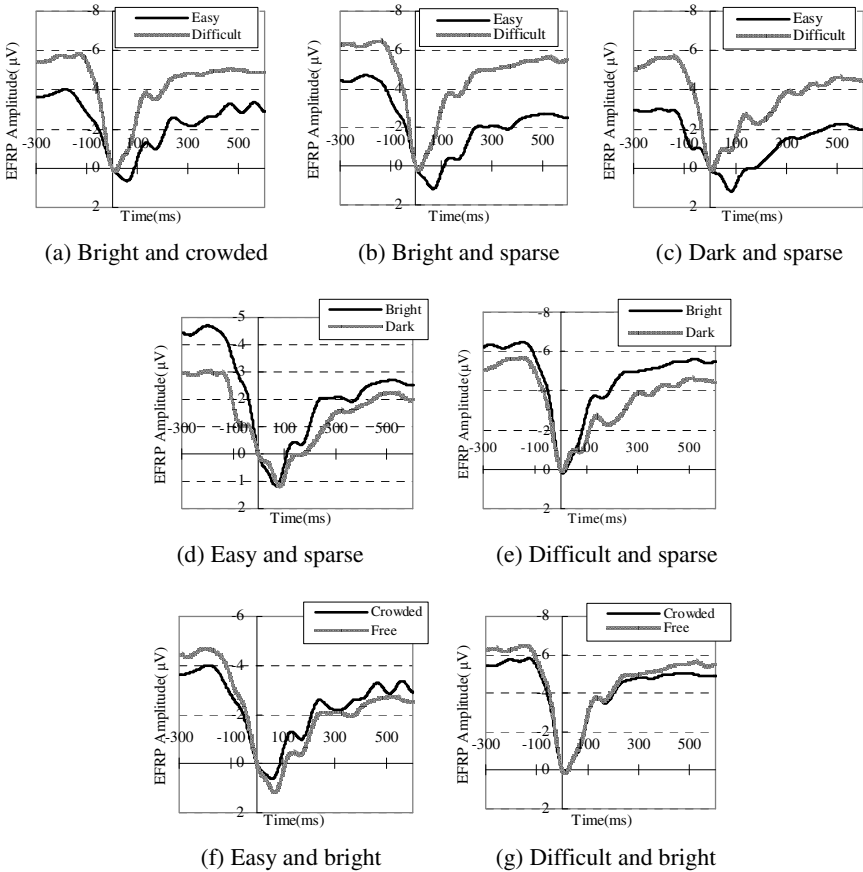 Easy
Difficult
EFRP Amplitude( μV)
-8
-6
-4
-2
0
2
-300 -100 100 300 500
Time(ms)
(a) Bright and crowded
Easy
Difficult
EFRP Amplitude( μV)
-8
-6
-4
-2
0
2
-300 -100 100 300 500
Time(ms)
(b) Bright and sparse
Easy
Difficult
EFRP Amplitude( μV)
-8
-6
-4
-2
0
2
-300 -100 100 300 500
Time(ms)
(c) Dark and sparse
Bright
Dark
EFRP Amplitude( μV)
-5
-4
-3
-2
-1
0
1
2
-300 -100 100 300 500
Time(ms)
(d) Easy and sparse
Bright
Dark
EFRP Amplitude( μV)
-8
-6
-4
-2
0
2
-300 -100 100 300 500
Time(ms)
(e) Difficult and sparse
Crowded
Free
EFRP Amplitude( μV)
-6
-4
-2
0
2
-300 -100 100 300 500
(f) Easy and bright
Crowded
Free
EFRP Amplitude( μV)
-8
-6
-4
-2
0
2
-300 -100 100 300 500
(g) Difficult and bright